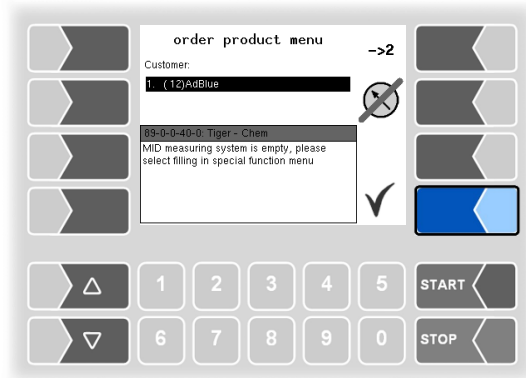 order product menu
->2
Customer:
1. (12)AdBlue
89-0-0-40-0: Tiger - Chem
MID measuring system is empty, please
select filling in special function menu
1 2 3 4 5 START
6 7 8 9 0 STOP